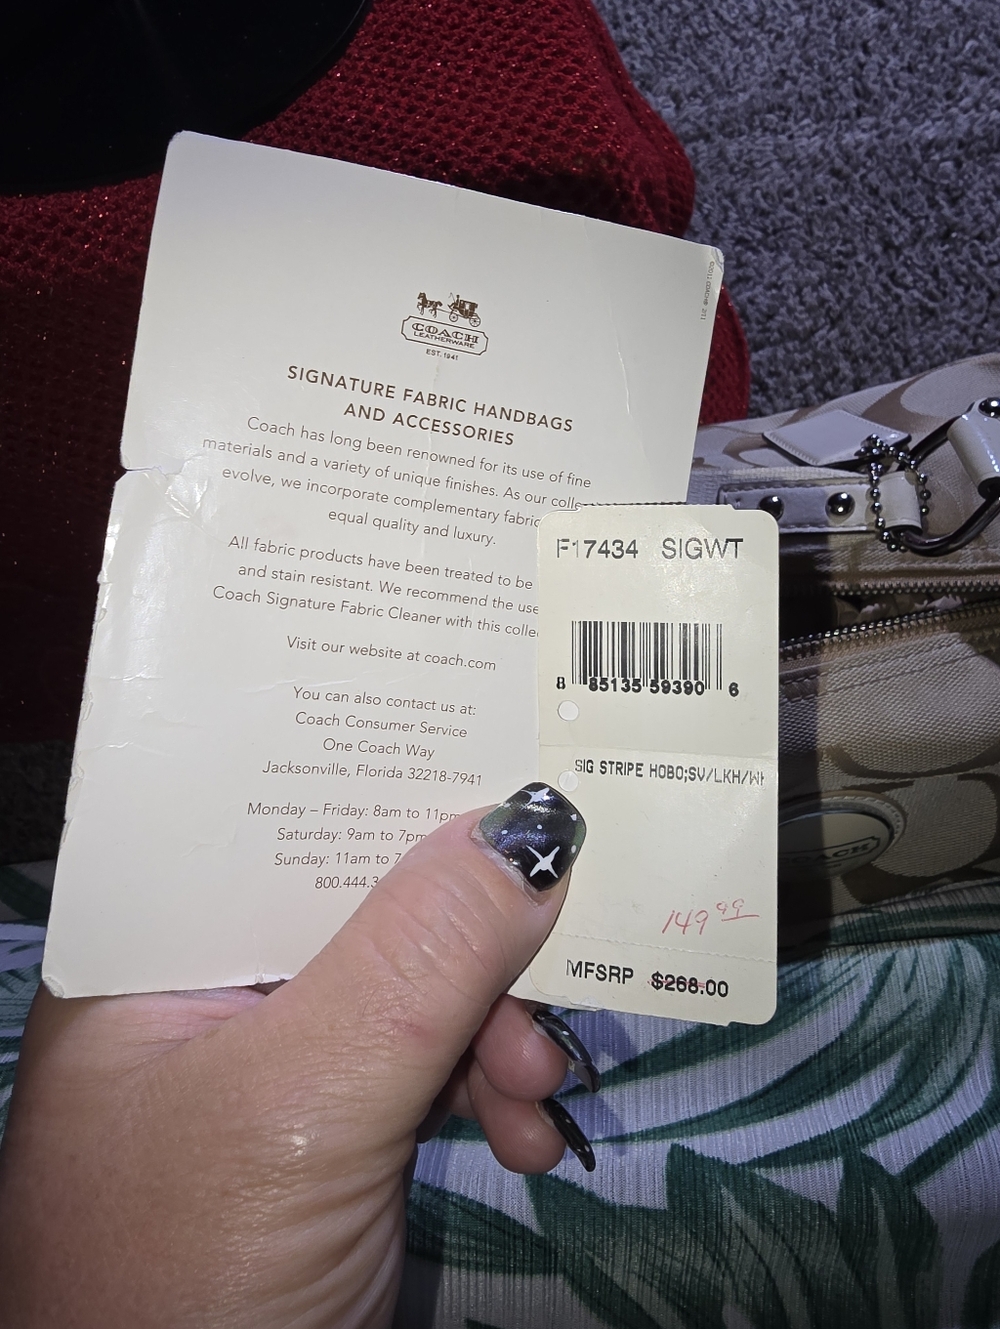 COACH
LEATHERWARE
EST. 1941
SIGNATURE FABRIC HANDBAGS
AND ACCESSORIES
Coach has long been renowned for its use of fine
materials and a variety of unique finishes. As our colle
evolve, we incorporate complementary fabric
equal quality and luxury.
All fabric products have been treated to be
and stain resistant. We recommend the use
Coach Signature Fabric Cleaner with this colle
Visit our website at coach.com
You can also contact us at:
Coach Consumer Service
One Coach Way
Jacksonville, Florida 32218-7941
Monday – Friday: 8am to 11pm
Saturday: 9am to 7pm
Sunday: 11am to 7
800.444.3
F17434 SIGWT
8 85135 59390 6
SIG STRIPE HOBO;SV/LKH/WH
149.99
MFSRP $268.00
COACH